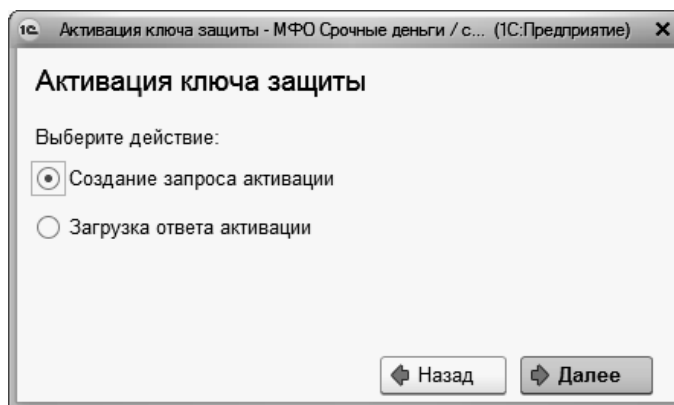 1С Активация ключа защиты - МФО Срочные деньги / с... (1С:Предприятие)
Активация ключа защиты
Выберите действие:
Создание запроса активации
Загрузка ответа активации
Назад Далее